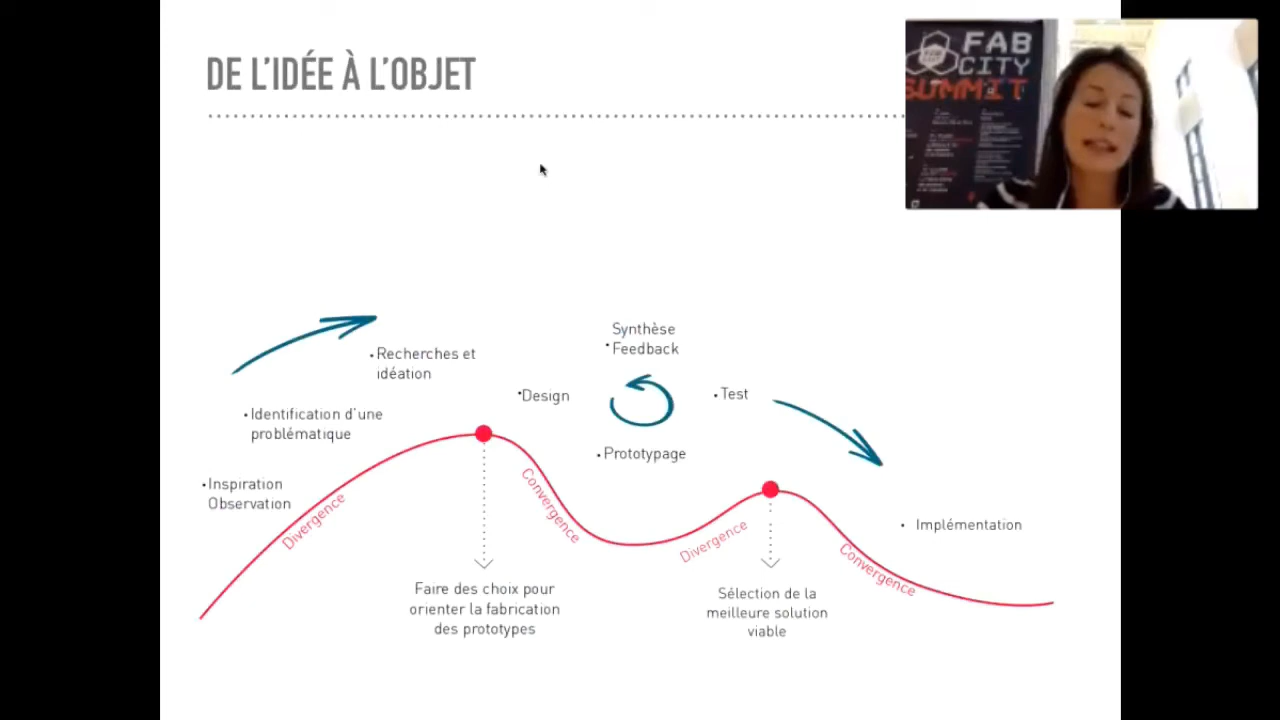 DE L'IDÉE À L'OBJET
FAB
CITY
SUMMIT
Synthèse
• Feedback
• Recherches et
idéation
• Design
• Test
• Identification d'une
problématique
• Prototypage
• Inspiration
Observation
Divergence
Convergence
Divergence
Convergence
• Implémentation
Faire des choix pour
orienter la fabrication
des prototypes
Sélection de la
meilleure solution
viable